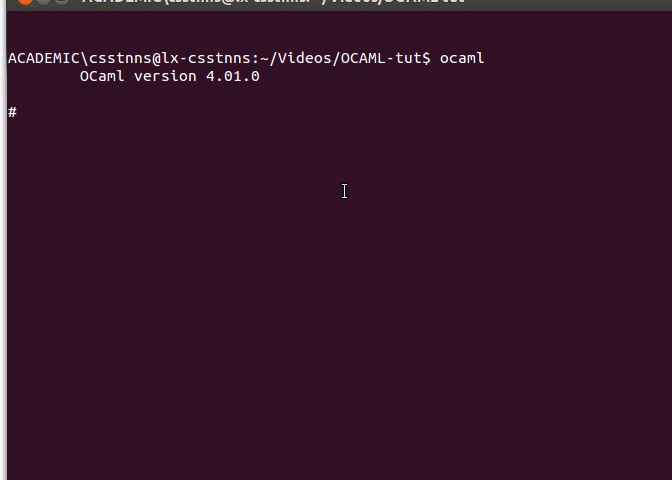 ACADEMIC\csstnns@lx-csstnns:~/Videos/OCAML-tut$ ocaml
OCaml version 4.01.0
#